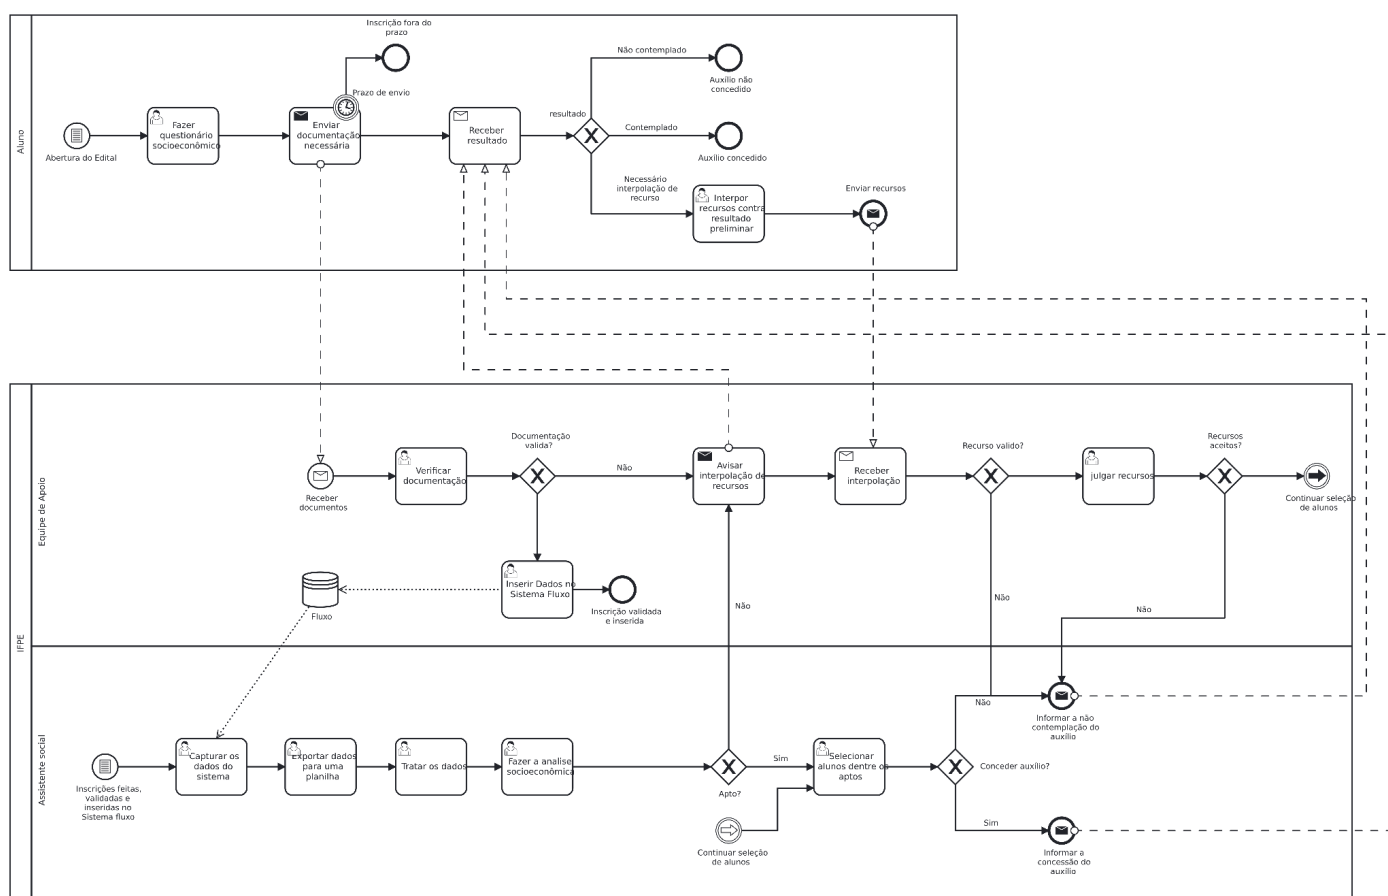 Inscrição fora do
prazo
Prazo de envio
Aluno
Abertura do Edital
Fazer
questionário
socioeconômico
Enviar
documentação
necessária
Receber
resultado
resultado
Não contemplado
Auxílio não
concedido
Contemplado
Auxílio concedido
Necessário
interpolação de
recurso
Interpor
recursos contra
resultado
preliminar
Enviar recursos
IFPE
Equipe de Apoio
Receber
documentos
Verificar
documentação
Documentação
valida?
Não
Avisar
interpolação de
recursos
Receber
interpolação
Recurso valido?
julgar recursos
Recursos
aceitos?
Continuar seleção
de alunos
Fluxo
Inserir Dados no
Sistema Fluxo
Inscrição validada
e inserida
Não
Não
Não
Assistente social
Inscrições feitas,
validadas e
inseridas no
Sistema fluxo
Capturar os
dados do
sistema
Exportar dados
para uma
planilha
Tratar os dados
Fazer a analise
socioeconômica
Apto?
Sim
Continuar seleção
de alunos
Selecionar
alunos dentre os
aptos
Conceder auxílio?
Não
Informar a não
contemplação do
auxílio
Sim
Informar a
concessão do
auxílio